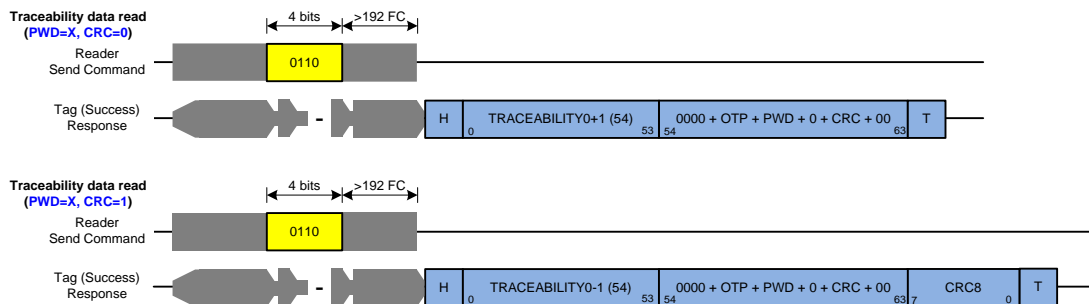 Traceability data read
(PWD=X, CRC=0)
4 bits
>192 FC
Reader
Send Command
0110
Tag (Success)
Response
-
H
0
TRACEABILITY0+1 (54)
53
54
0000 + OTP + PWD + 0 + CRC + 00
63
T
Traceability data read
(PWD=X, CRC=1)
4 bits
>192 FC
Reader
Send Command
0110
Tag (Success)
Response
-
H
0
TRACEABILITY0-1 (54)
53
54
0000 + OTP + PWD + 0 + CRC + 00
63
7
CRC8
0
T